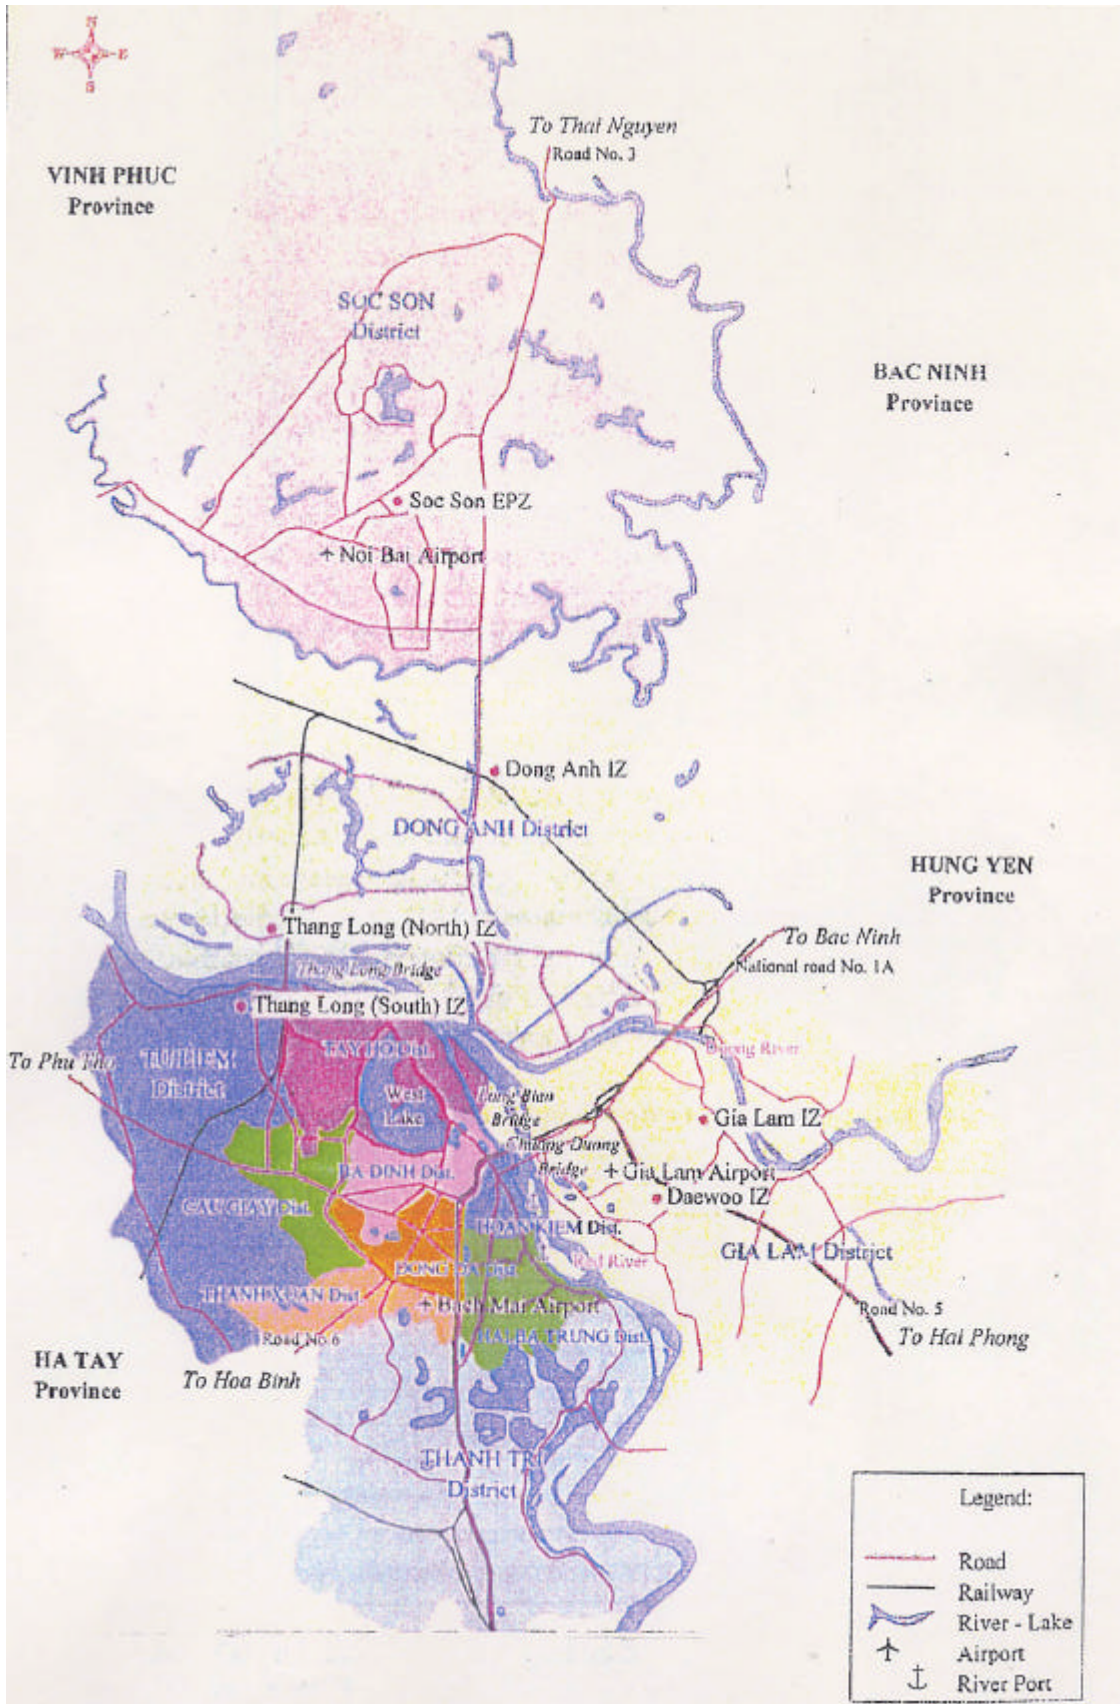 N
W E
S
To Thai Nguyen
Road No. 3
VINH PHUC
Province
SOC SON
District
BAC NINH
Province
Soc Son EPZ
Noi Bai Airport
Dong Anh IZ
DONG ANH District
HUNG YEN
Province
Thang Long (North) IZ
To Bac Ninh
National road No. 1A
Thang Long Bridge
Thang Long (South) IZ
TAY HO Dist.
Duong River
To Phu Tho
TU LIEM
District
West
Lake
Long Bian
Bridge
Gia Lam IZ
Chuong Duong
Bridge
BA DINH Dist.
Gia Lam Airport
Daewoo IZ
CAU GIAY Dist.
HOAN KIEM Dist.
GIA LAM District
Red River
DONG DA Dist.
THANH XUAN Dist.
Bach Mai Airport
Road No. 5
HAI BA TRUNG Dist.
Road No. 6
To Hai Phong
HA TAY
Province
To Hoa Binh
THANH TRI
District
Legend:
Road
Railway
River - Lake
Airport
River Port